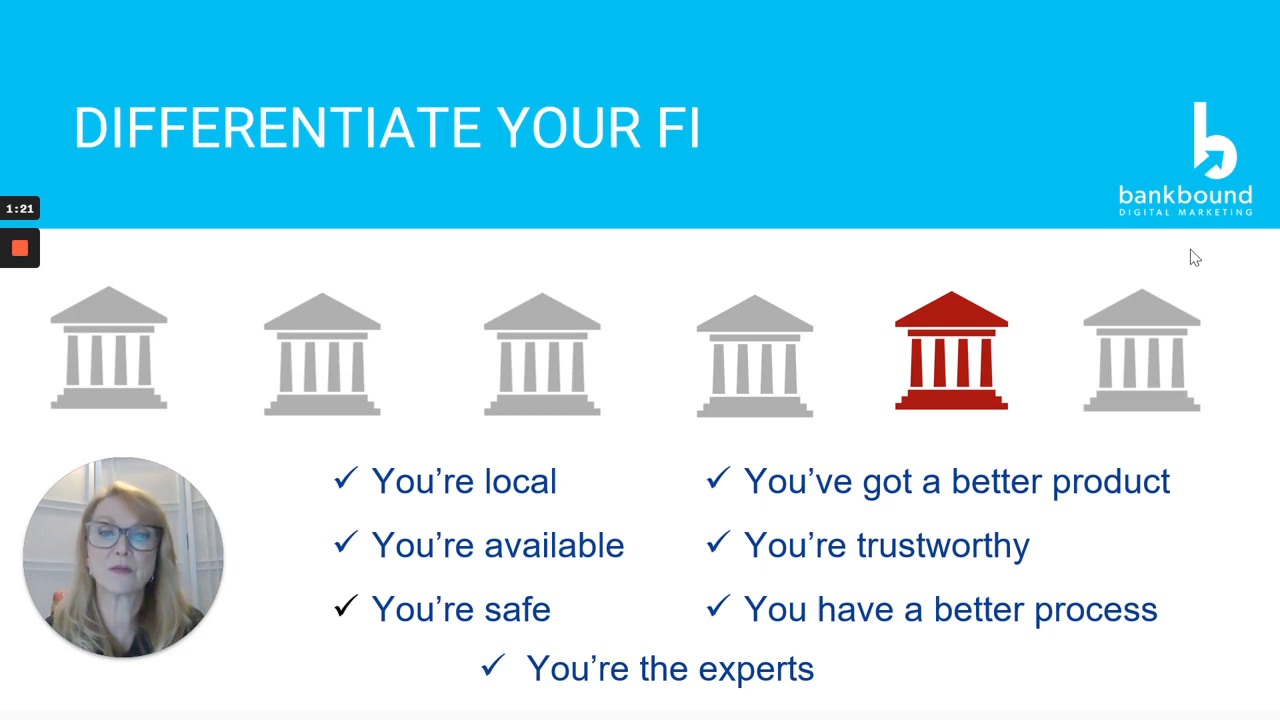 DIFFERENTIATE YOUR FI
bankbound
DIGITAL MARKETING
1:21
You’re local
You’ve got a better product
You’re available
You’re trustworthy
You’re safe
You have a better process
You’re the experts